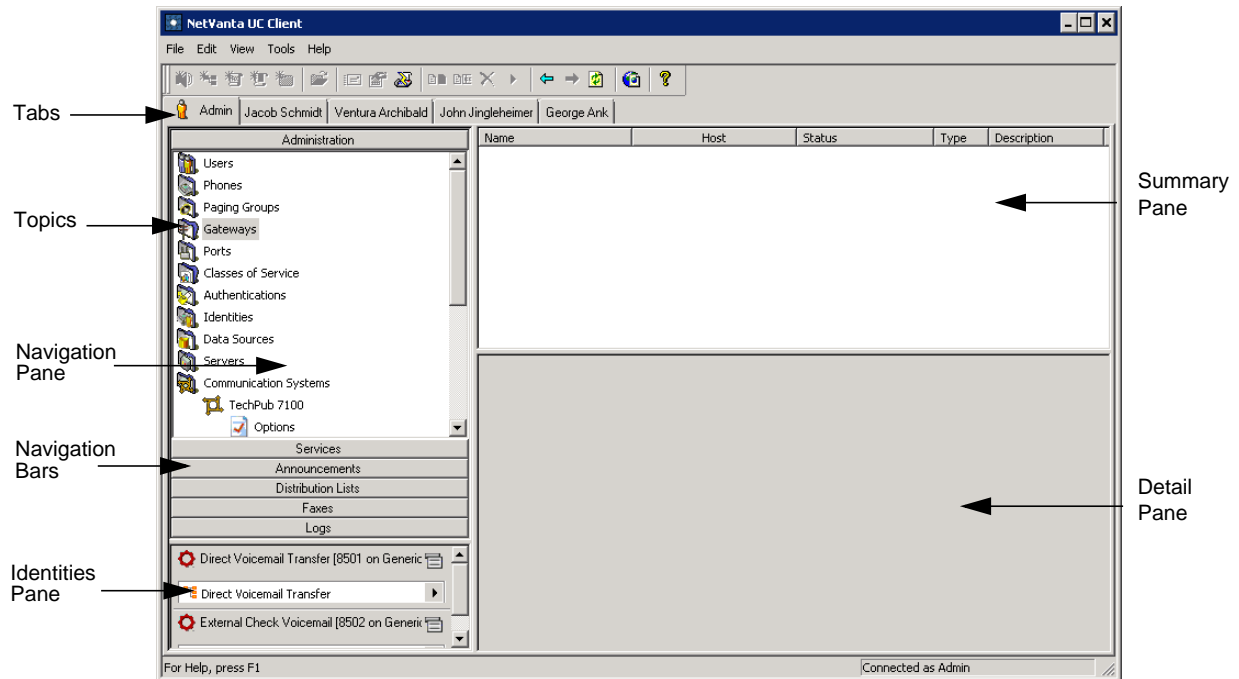 NetVanta UC Client
File Edit View Tools Help
Tabs
Admin Jacob Schmidt Ventura Archibald John Jingleheimer George Ank
Administration
Name Host Status Type Description
Users
Phones
Paging Groups
Topics
Gateways
Ports
Classes of Service
Authentications
Identities
Data Sources
Navigation
Pane
Servers
Communication Systems
TechPub 7100
Options
Summary
Pane
Navigation
Bars
Services
Announcements
Distribution Lists
Faxes
Logs
Detail
Pane
Identities
Pane
Direct Voicemail Transfer [8501 on Generic
Direct Voicemail Transfer
External Check Voicemail [8502 on Generic
For Help, press F1
Connected as Admin